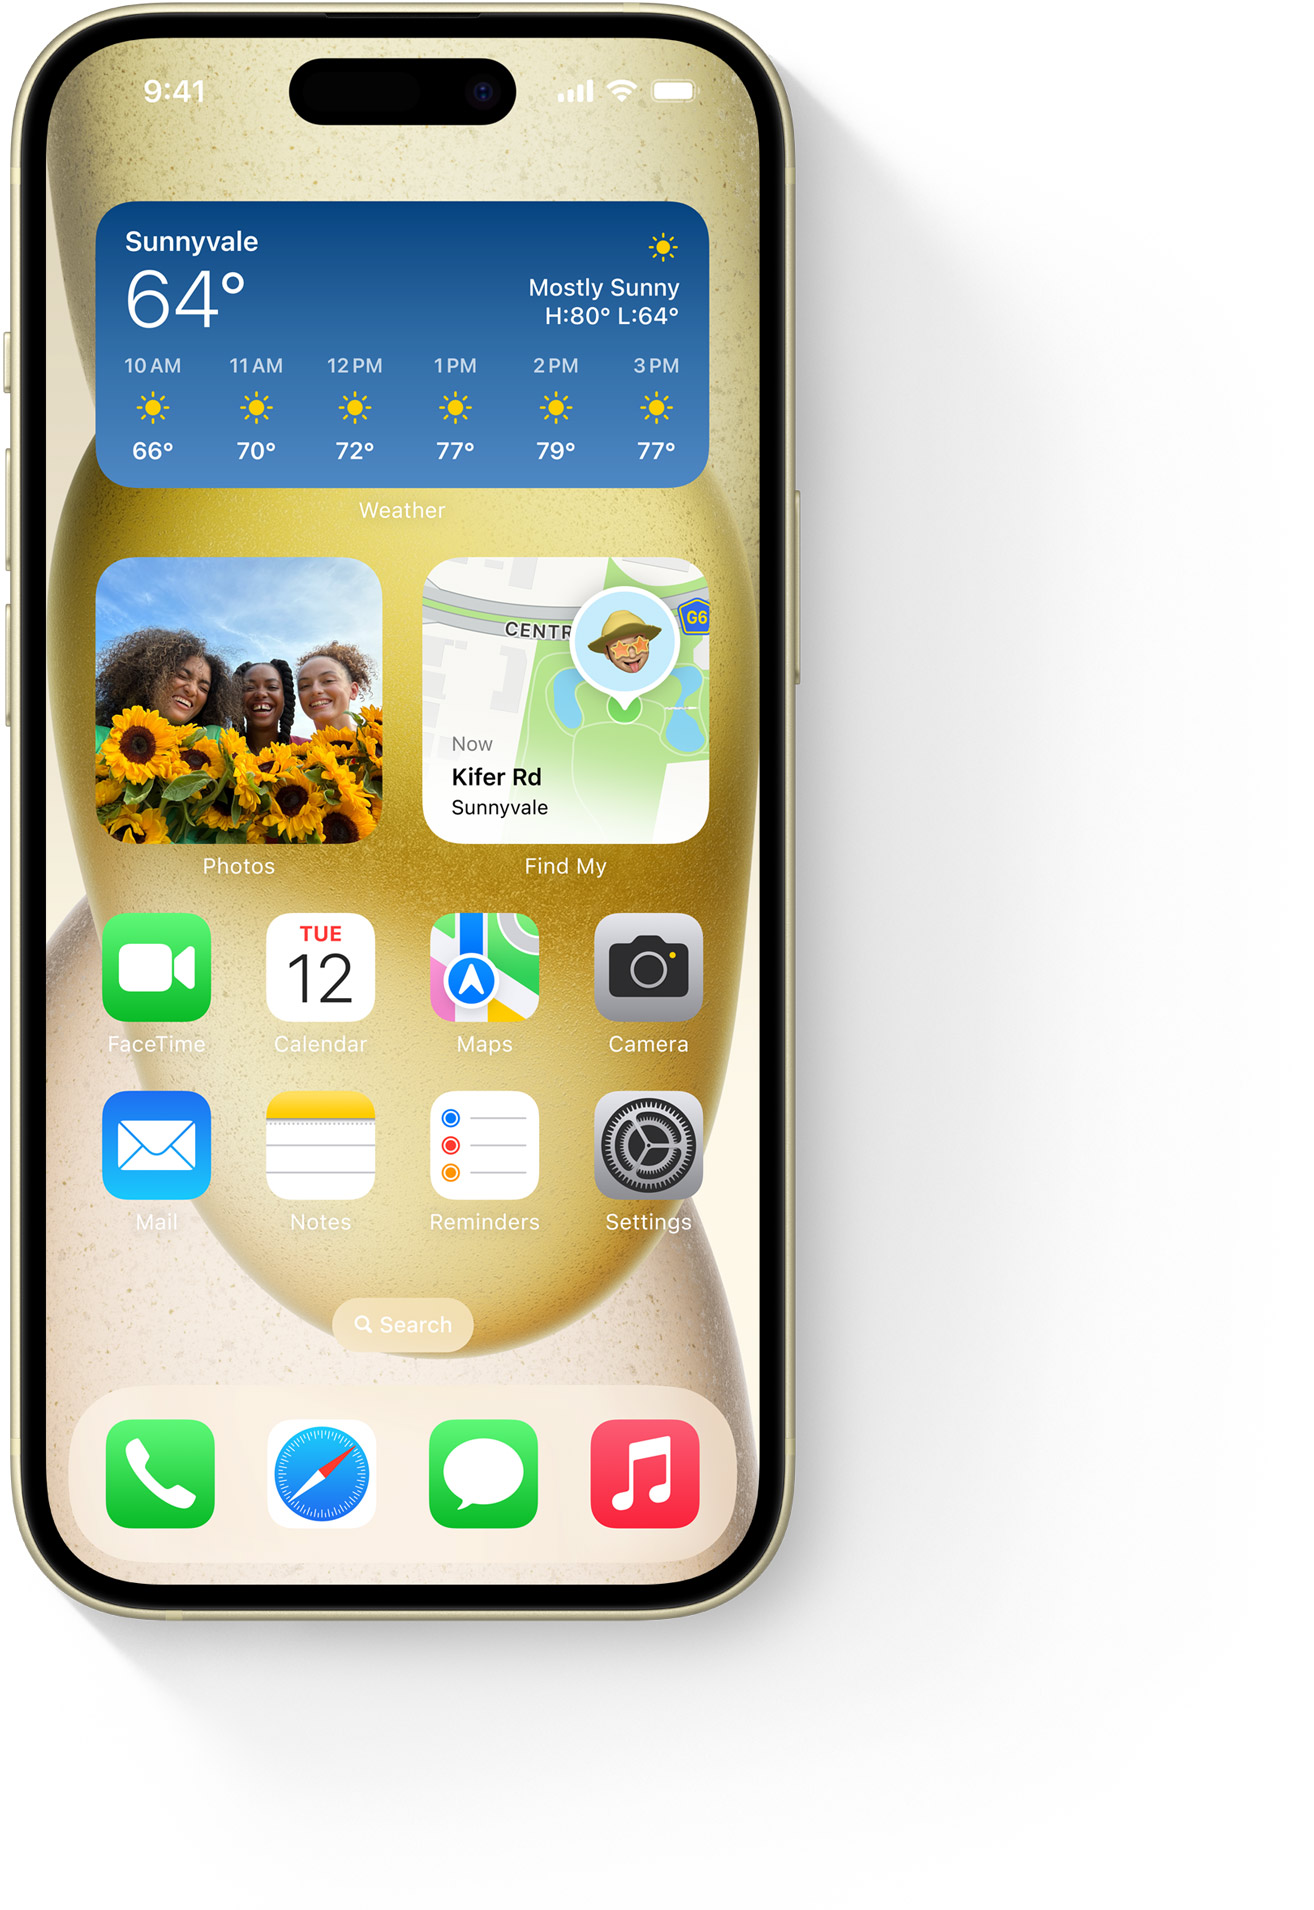 9:41
Sunnyvale
64°
Mostly Sunny
H:80° L:64°
10 AM 11 AM 12 PM 1 PM 2 PM 3 PM
66° 70° 72° 77° 79° 77°
Weather
CENTR
G6
Now
Kifer Rd
Sunnyvale
Photos Find My
TUE
12
FaceTime Calendar Maps Camera
Mail Notes Reminders Settings
Search